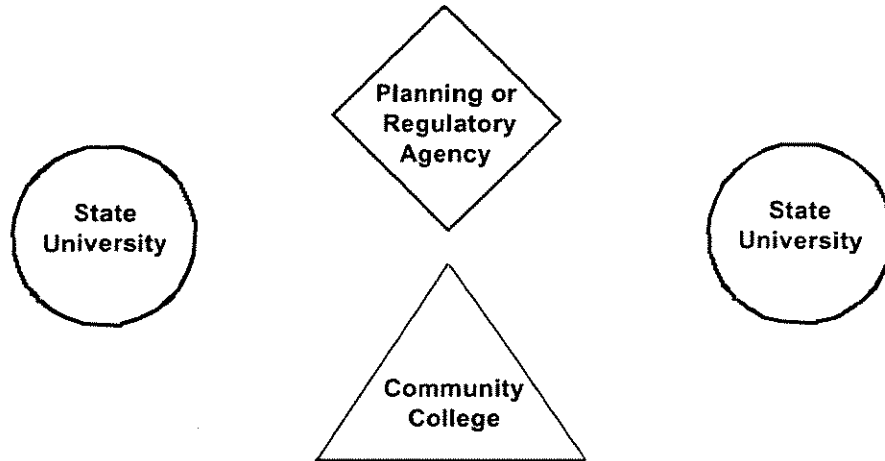 Planning or
Regulatory
Agency
State
University
State
University
Community
College